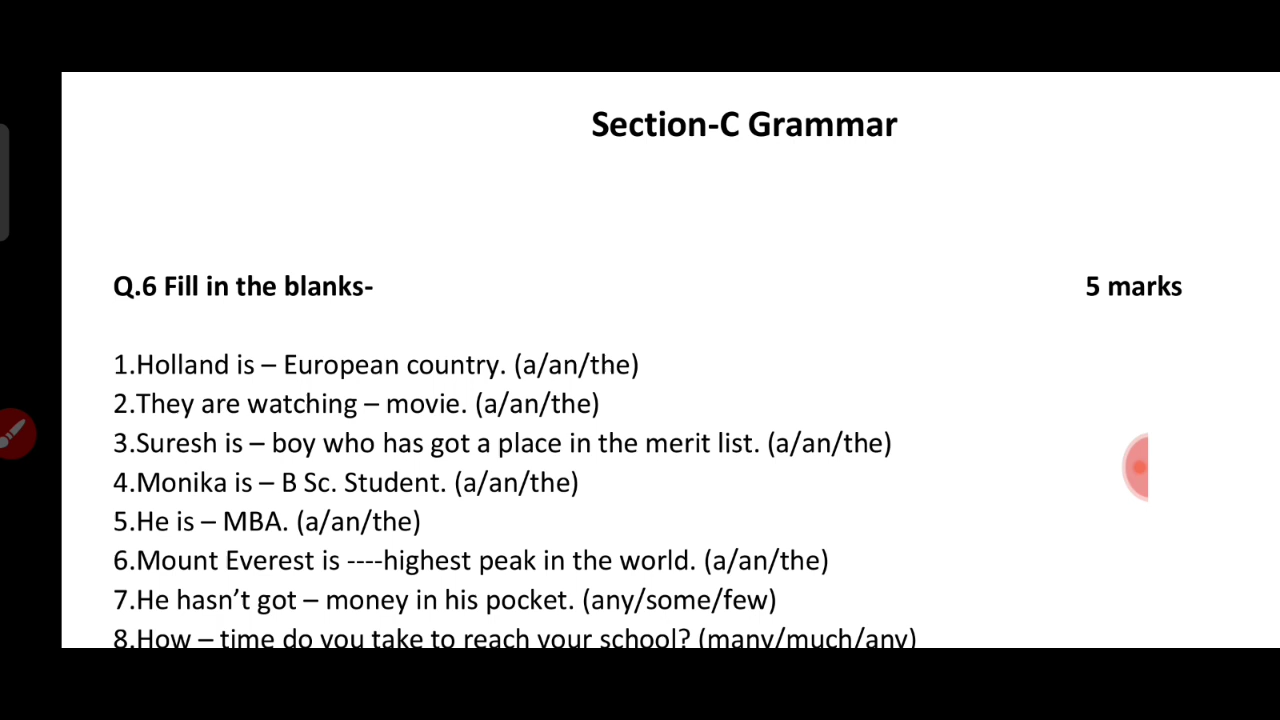 Section-C Grammar
Q.6 Fill in the blanks- 5 marks
1.Holland is – European country. (a/an/the)
2.They are watching – movie. (a/an/the)
3.Suresh is – boy who has got a place in the merit list. (a/an/the)
4.Monika is – B Sc. Student. (a/an/the)
5.He is – MBA. (a/an/the)
6.Mount Everest is ----highest peak in the world. (a/an/the)
7.He hasn’t got – money in his pocket. (any/some/few)
8.How – time do you take to reach your school? (many/much/any)